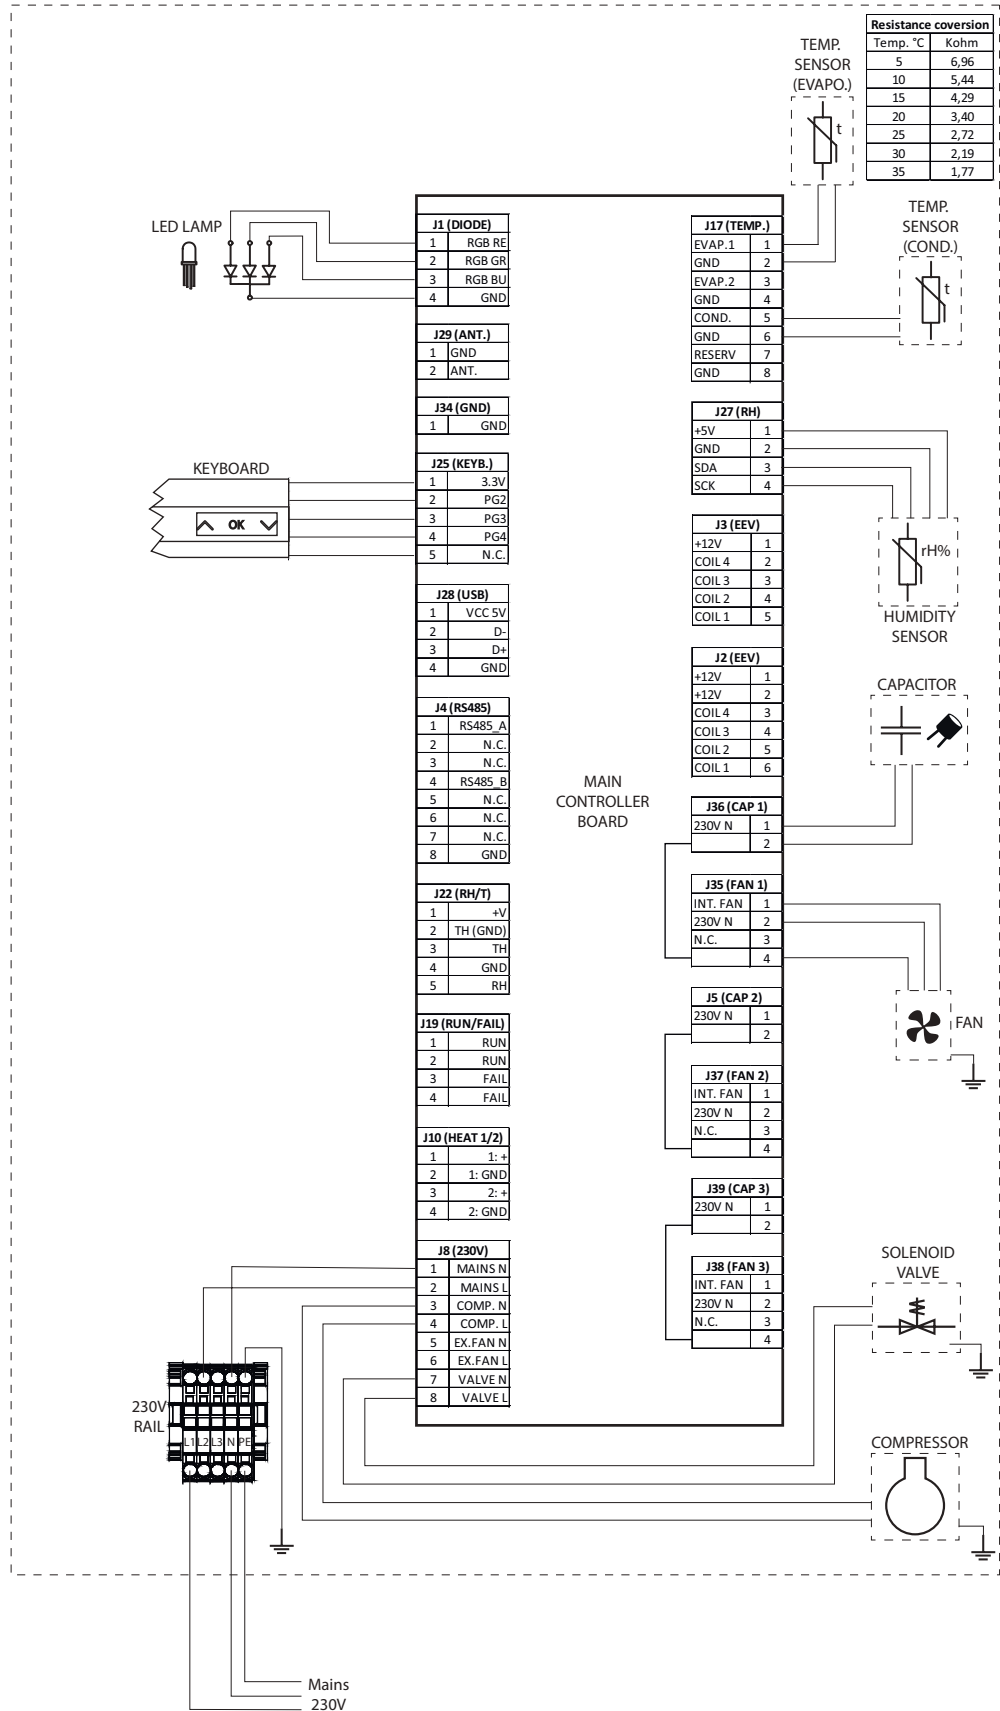 Resistance coversion
Temp. °C Kohm
5 6,96
10 5,44
15 4,29
20 3,40
25 2,72
30 2,19
35 1,77
TEMP.
SENSOR
(EVAPO.)
t
TEMP.
SENSOR
(COND.)
t
LED LAMP
J1 (DIODE)
1 RGB RE
2 RGB GR
3 RGB BU
4 GND
J29 (ANT.)
1 GND
2 ANT.
J34 (GND)
1 GND
KEYBOARD
OK
J25 (KEYB.)
1 3.3V
2 PG2
3 PG3
4 PG4
5 N.C.
J28 (USB)
1 VCC 5V
2 D-
3 D+
4 GND
J4 (RS485)
1 RS485_A
2 N.C.
3 N.C.
4 RS485_B
5 N.C.
6 N.C.
7 N.C.
8 GND
J22 (RH/T)
1 +V
2 TH (GND)
3 TH
4 GND
5 RH
J19 (RUN/FAIL)
1 RUN
2 RUN
3 FAIL
4 FAIL
J10 (HEAT 1/2)
1 1: +
2 1: GND
3 2: +
4 2: GND
J8 (230V)
1 MAINS N
2 MAINS L
3 COMP. N
4 COMP. L
5 EX.FAN N
6 EX.FAN L
7 VALVE N
8 VALVE L
MAIN
CONTROLLER
BOARD
J17 (TEMP.)
EVAP.1 1
GND 2
EVAP.2 3
GND 4
COND. 5
GND 6
RESERV 7
GND 8
J27 (RH)
+5V 1
GND 2
SDA 3
SCK 4
J3 (EEV)
+12V 1
COIL 4 2
COIL 3 3
COIL 2 4
COIL 1 5
J2 (EEV)
+12V 1
+12V 2
COIL 4 3
COIL 3 4
COIL 2 5
COIL 1 6
J36 (CAP 1)
230V N 1
2
J35 (FAN 1)
INT. FAN 1
230V N 2
N.C. 3
4
J5 (CAP 2)
230V N 1
2
J37 (FAN 2)
INT. FAN 1
230V N 2
N.C. 3
4
J39 (CAP 3)
230V N 1
2
J38 (FAN 3)
INT. FAN 1
230V N 2
N.C. 3
4
rH%
HUMIDITY
SENSOR
CAPACITOR
FAN
SOLENOID
VALVE
COMPRESSOR
230V
RAIL
L1 L2 L3 N PE
Mains
230V